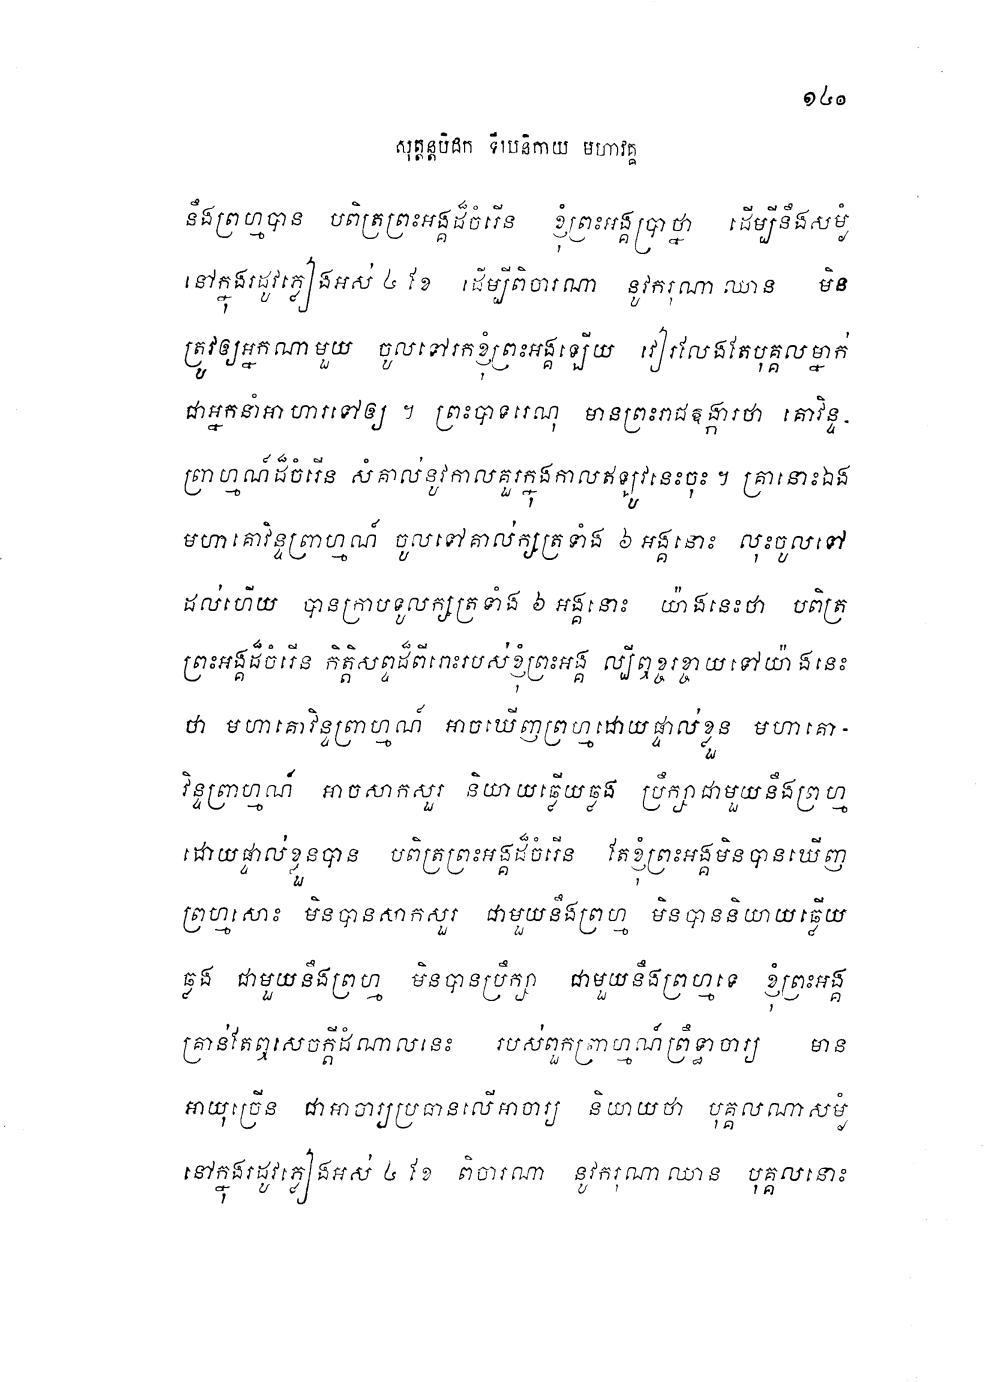 ១៤១
សុត្តន្តបិដក ទីឃនិកាយ មហាវគ្គ
នឹងព្រហ្មបាន បពិត្រព្រះអង្គដ៏ចំរើន ខ្ញុំព្រះអង្គប្រាថ្នា ដើម្បីនឹងសម្ងំ
នៅក្នុងរដូវភ្លៀងអស់ ៤ ខែ ដើម្បីពិចារណា នូវករុណាឈាន មិន
ត្រូវឲ្យអ្នកណាមួយ ចូលទៅរកខ្ញុំព្រះអង្គឡើយ វៀរលែងតែបុគ្គលម្នាក់
ជាអ្នកនាំអាហារទៅឲ្យ ។ ព្រះបាទរេណុ មានព្រះរាជឱង្ការថា គោវិន្ទ-
ព្រាហ្មណ៍ដ៏ចំរើន សំគាល់នូវកាលគួរក្នុងកាលឥឡូវនេះចុះ ។ គ្រានោះឯង
មហាគោវិន្ទព្រាហ្មណ៍ ចូលទៅគាល់ក្សត្រទាំង ៦ អង្គនោះ លុះចូលទៅ
ដល់ហើយ បានក្រាបទូលក្សត្រទាំង ៦ អង្គនោះ យ៉ាងនេះថា បពិត្រ
ព្រះអង្គដ៏ចំរើន កិត្តិសព្ទដ៏ពីរោះរបស់ខ្ញុំព្រះអង្គ ល្បីឮខ្ចរខ្ចាយទៅយ៉ាងនេះ
ថា មហាគោវិន្ទព្រាហ្មណ៍ អាចឃើញព្រហ្មដោយផ្ទាល់ខ្លួន មហាគោ-
វិន្ទព្រាហ្មណ៍ អាចសាកសួរ និយាយឆ្លើយឆ្លង ប្រឹក្សាជាមួយនឹងព្រហ្ម
ដោយផ្ទាល់ខ្លួនបាន បពិត្រព្រះអង្គដ៏ចំរើន តែខ្ញុំព្រះអង្គមិនបានឃើញ
ព្រហ្មសោះ មិនបានសាកសួរ ជាមួយនឹងព្រហ្ម មិនបាននិយាយឆ្លើយ
ឆ្លង ជាមួយនឹងព្រហ្ម មិនបានប្រឹក្សា ជាមួយនឹងព្រហ្មទេ ខ្ញុំព្រះអង្គ
គ្រាន់តែឮសេចក្តីដំណាលនេះ របស់ពួកព្រាហ្មណ៍ព្រឹទ្ធាចារ្យ មាន
អាយុច្រើន ជាអាចារ្យប្រធានលើអាចារ្យ និយាយថា បុគ្គលណាសម្ងំ
នៅក្នុងរដូវភ្លៀងអស់ ៤ ខែ ពិចារណា នូវករុណាឈាន បុគ្គលនោះ